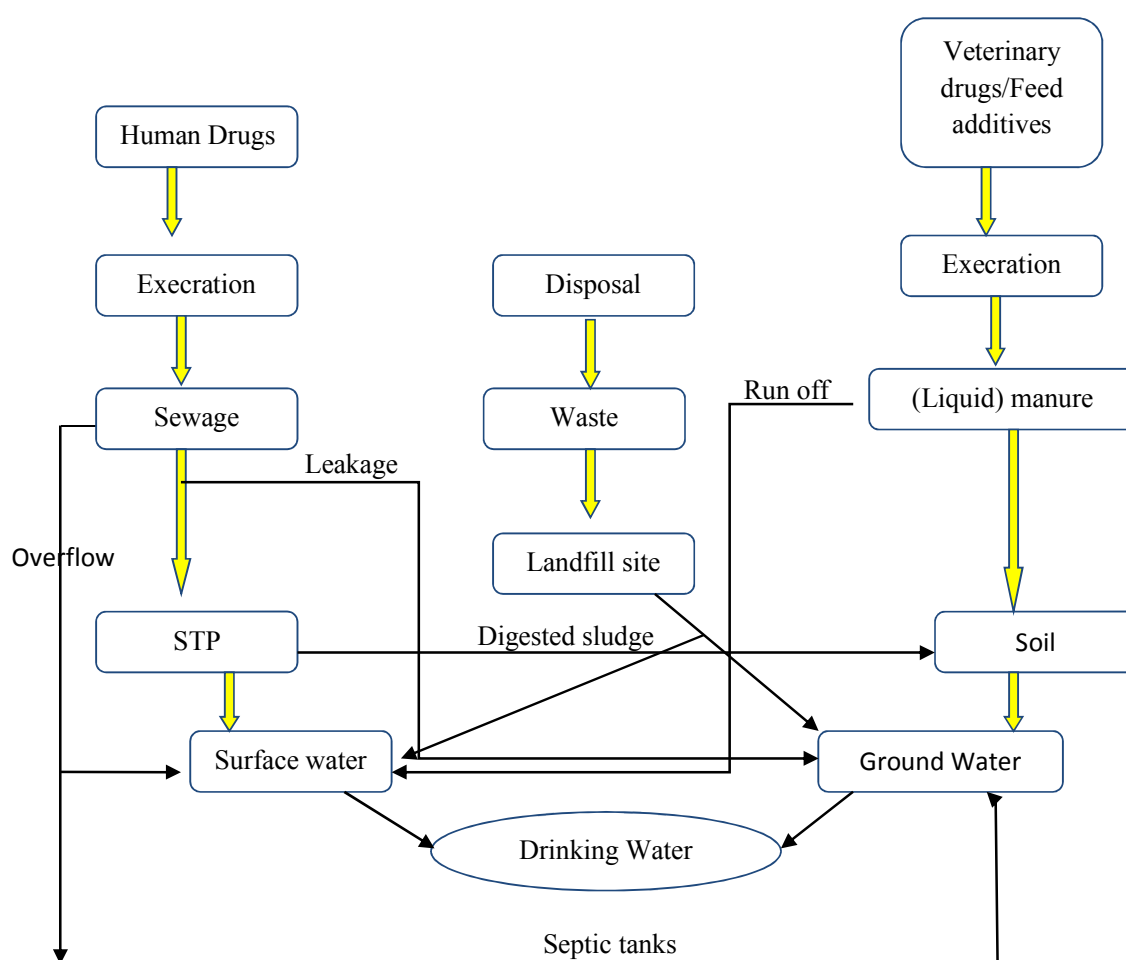 Veterinary
drugs/Feed
additives
Human Drugs
Execration
Disposal
Execration
Run off
Sewage
Waste
(Liquid) manure
Leakage
Overflow
Landfill site
STP
Digested sludge
Soil
Surface water
Ground Water
Drinking Water
Septic tanks